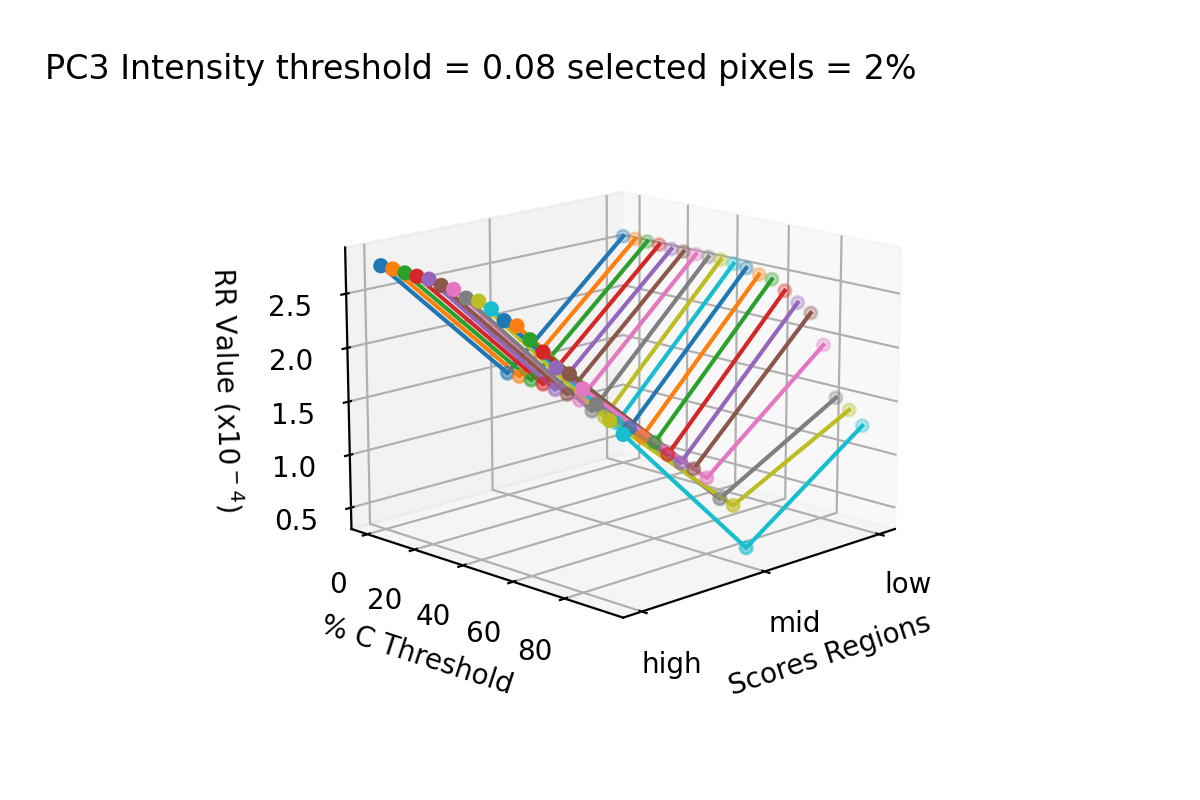 PC3 Intensity threshold = 0.08 selected pixels = 2%
RR Value (x10⁻⁴)
2.5
2.0
1.5
1.0
0.5
0
20
40
60
80
% C Threshold
high
mid
low
Scores Regions